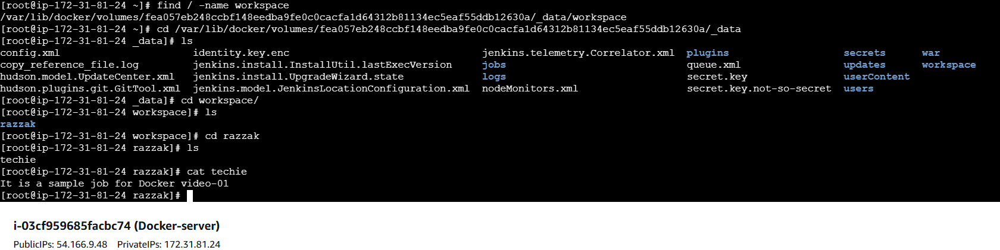 [root@ip-172-31-81-24 ~]# find / -name workspace
/var/lib/docker/volumes/fea057eb248ccbf148eedba9fe0c0cacfa1d64312b81134ec5eaf55ddb12630a/_data/workspace
[root@ip-172-31-81-24 ~]# cd /var/lib/docker/volumes/fea057eb248ccbf148eedba9fe0c0cacfa1d64312b81134ec5eaf55ddb12630a/_data
[root@ip-172-31-81-24 _data]# ls
config.xml identity.key.enc jenkins.telemetry.Correlator.xml plugins secrets war
copy_reference_file.log jenkins.install.InstallUtil.lastExecVersion jobs queue.xml updates workspace
hudson.model.UpdateCenter.xml jenkins.install.UpgradeWizard.state logs secret.key userContent
hudson.plugins.git.GitTool.xml jenkins.model.JenkinsLocationConfiguration.xml nodeMonitors.xml secret.key.not-so-secret users
[root@ip-172-31-81-24 _data]# cd workspace/
[root@ip-172-31-81-24 workspace]# ls
razzak
[root@ip-172-31-81-24 workspace]# cd razzak
[root@ip-172-31-81-24 razzak]# ls
techie
[root@ip-172-31-81-24 razzak]# cat techie
It is a sample job for Docker video-01
[root@ip-172-31-81-24 razzak]#
i-03cf959685facbc74 (Docker-server)
PublicIPs: 54.166.9.48 PrivateIPs: 172.31.81.24